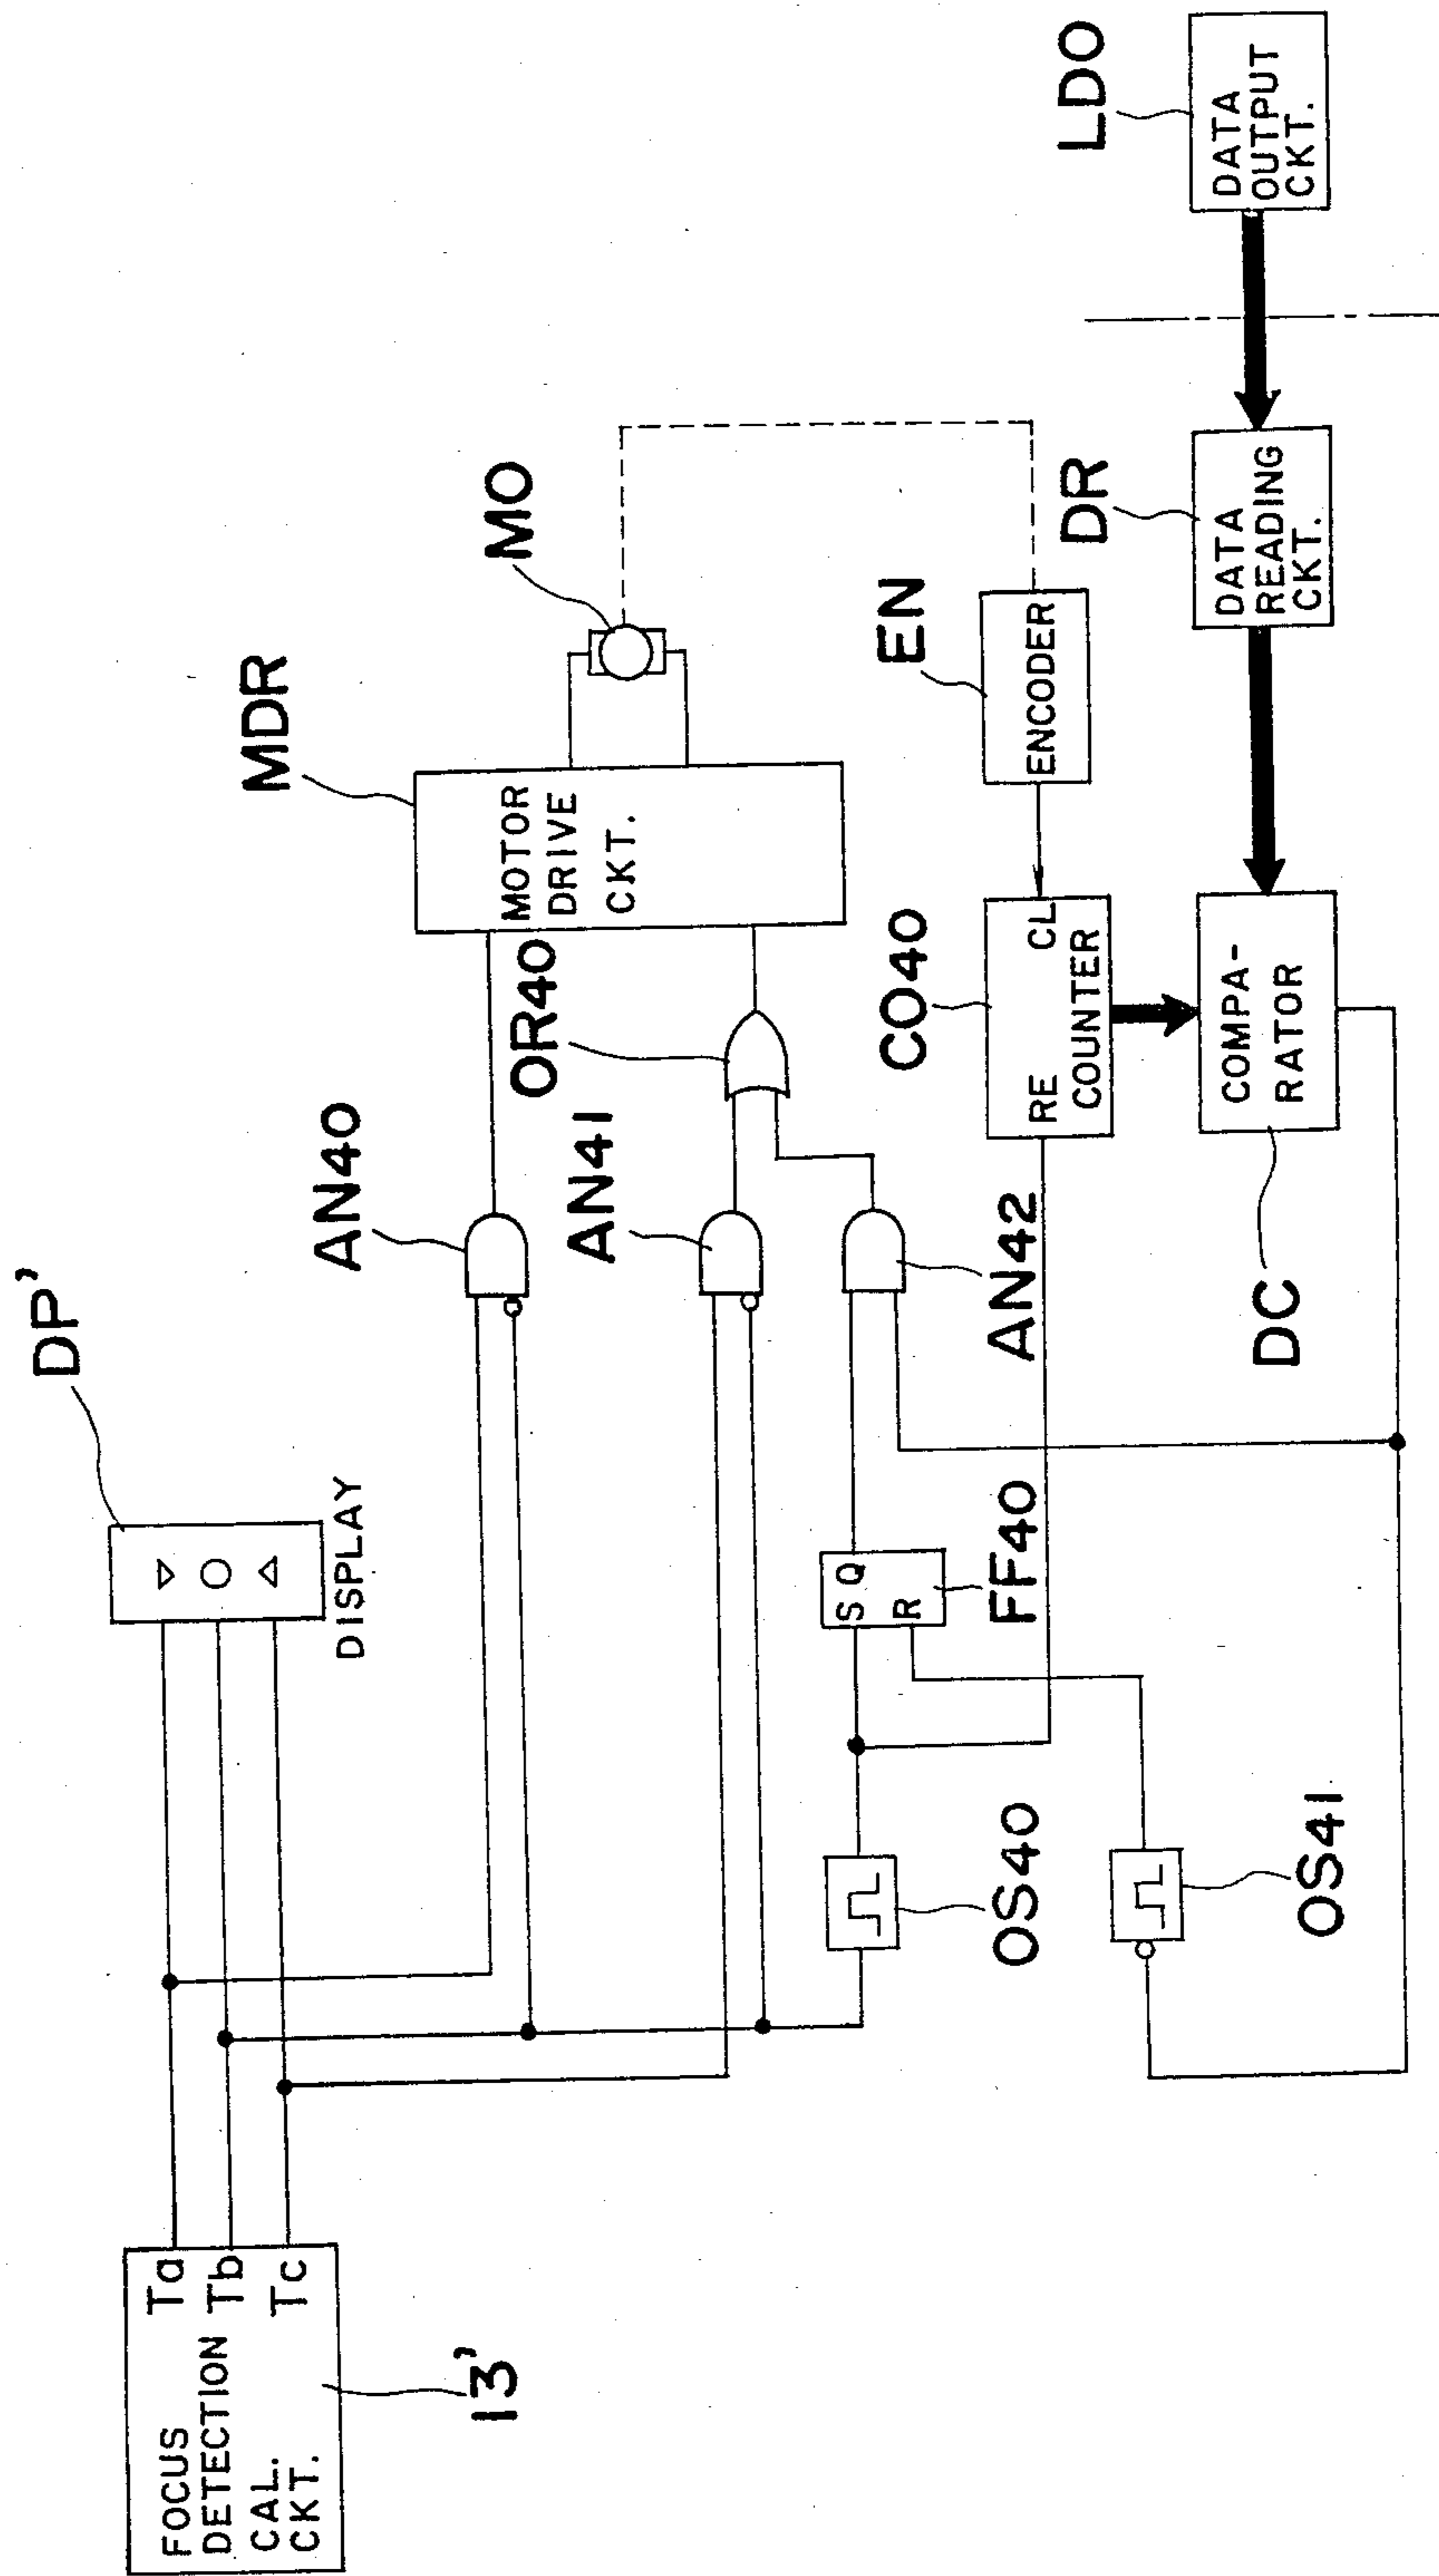 FOCUS
DETECTION
CAL.
CKT.
Ta
Tb
Tc
13'
DP'
DISPLAY
AN40
AN41
AN42
OR40
MDR
MOTOR
DRIVE
CKT.
MO
OS40
OS41
S Q
R
FF40
CO40
RE CL
COUNTER
EN
ENCODER
COMPA-
RATOR
DC
DR
DATA
READING
CKT.
LDO
DATA
OUTPUT
CKT.